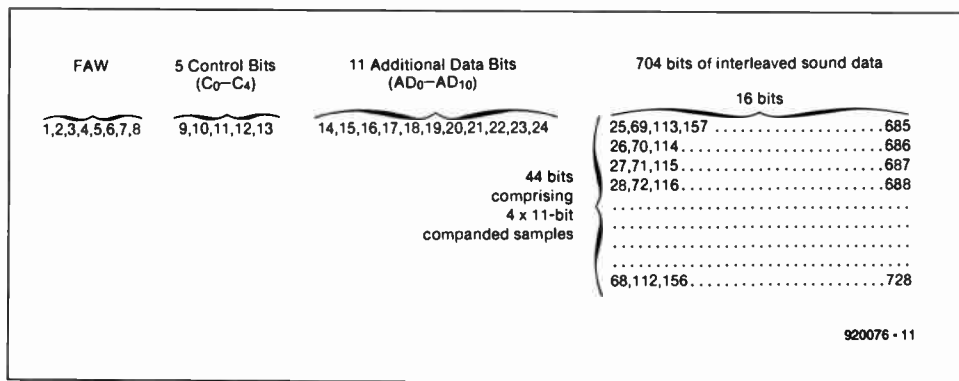 FAW
5 Control Bits
(C0–C4)
11 Additional Data Bits
(AD0–AD10)
704 bits of interleaved sound data
16 bits
1,2,3,4,5,6,7,8
9,10,11,12,13
14,15,16,17,18,19,20,21,22,23,24
25,69,113,157 ........................685
26,70,114..............................686
27,71,115..............................687
28,72,116..............................688
..........................................
..........................................
..........................................
..........................................
68,112,156............................728
44 bits
comprising
4 x 11-bit
companded samples
920076 - 11